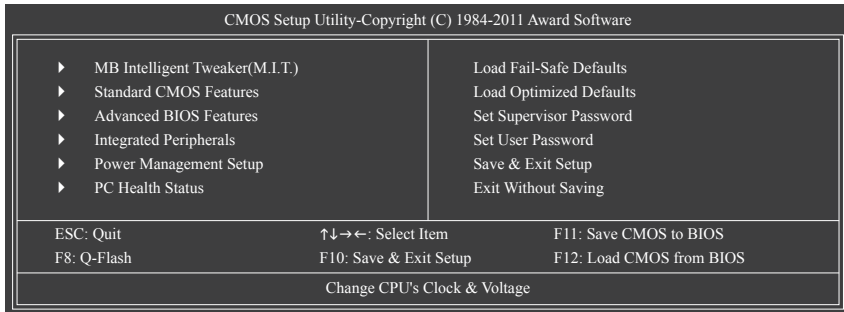 CMOS Setup Utility-Copyright (C) 1984-2011 Award Software
MB Intelligent Tweaker(M.I.T.)
Standard CMOS Features
Advanced BIOS Features
Integrated Peripherals
Power Management Setup
PC Health Status
Load Fail-Safe Defaults
Load Optimized Defaults
Set Supervisor Password
Set User Password
Save & Exit Setup
Exit Without Saving
ESC: Quit
↑↓→←: Select Item
F11: Save CMOS to BIOS
F8: Q-Flash
F10: Save & Exit Setup
F12: Load CMOS from BIOS
Change CPU's Clock & Voltage